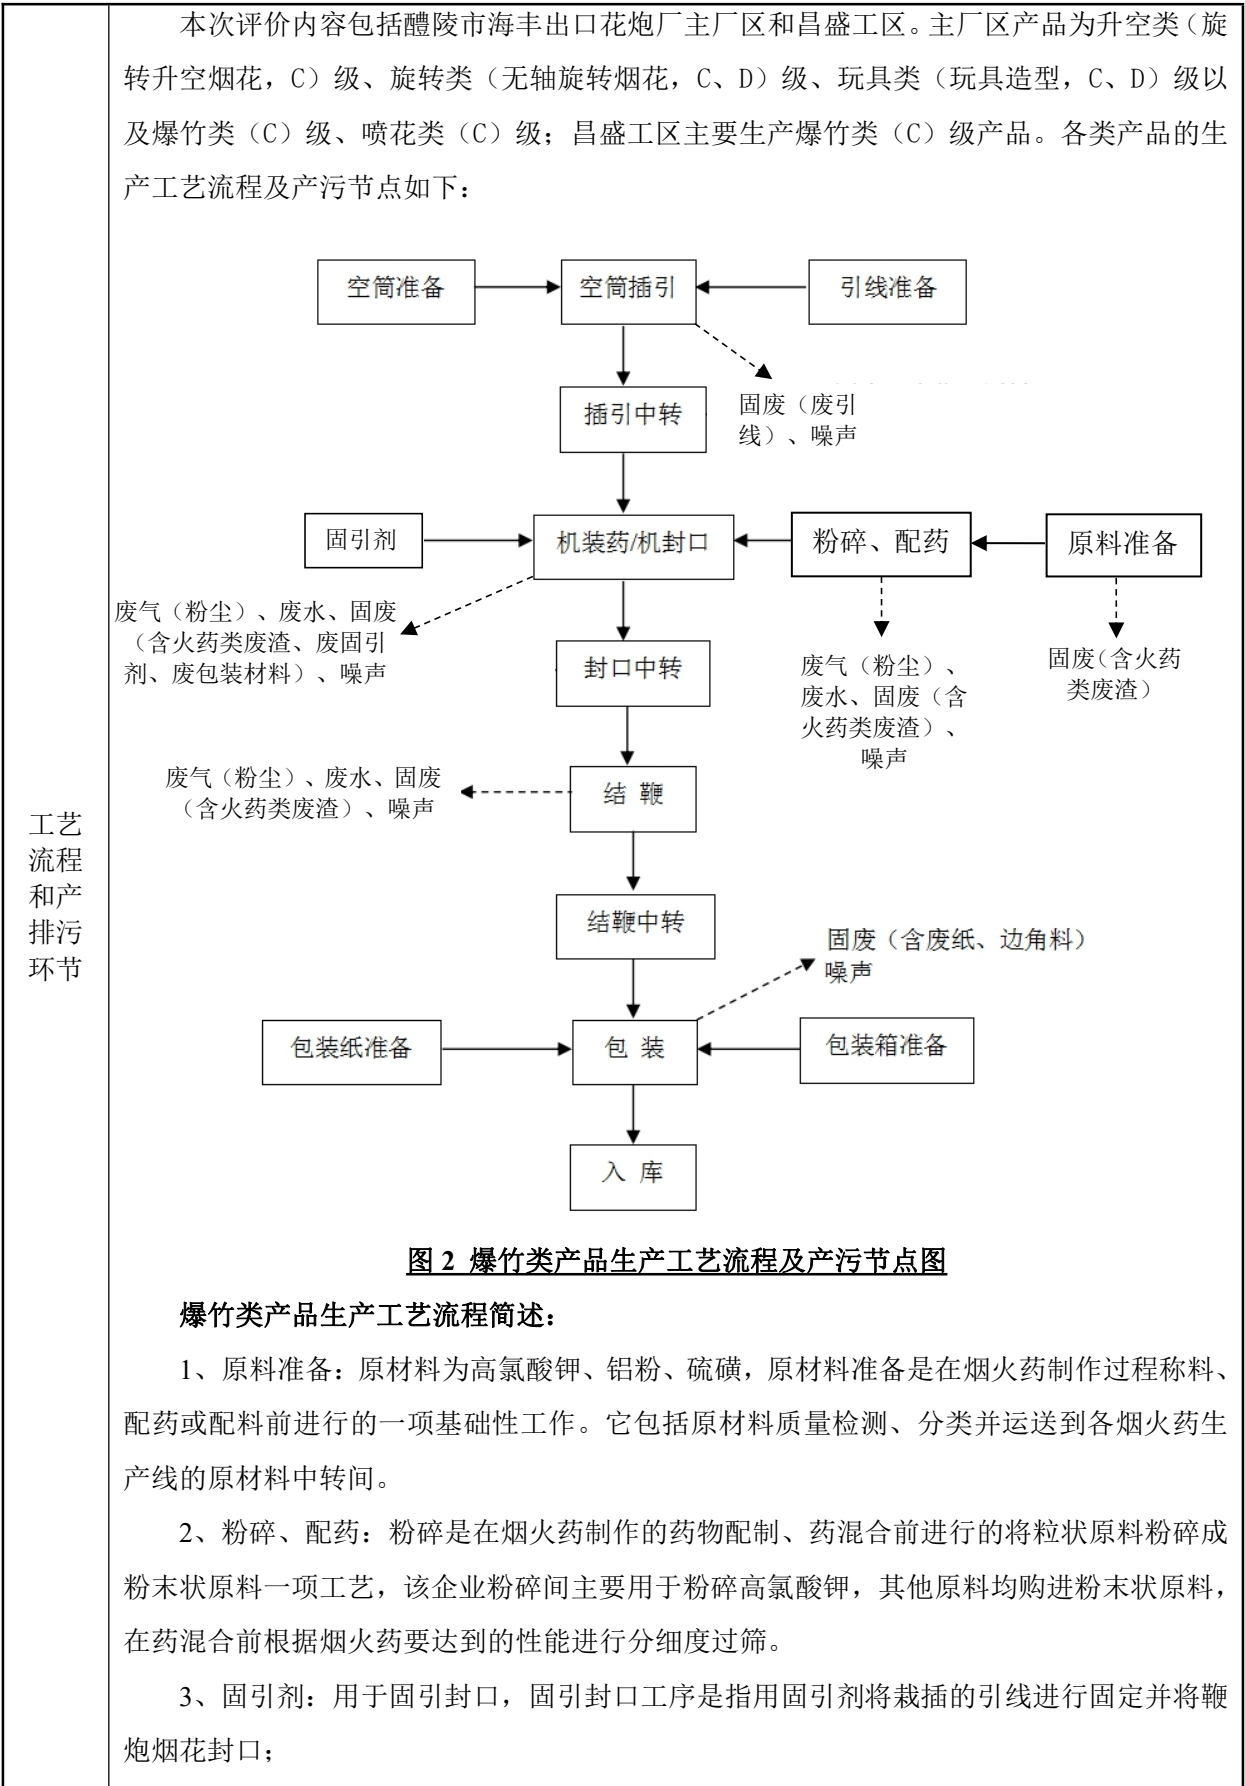 本次评价内容包括醴陵市海丰出口花炮厂主厂区和昌盛工区。主厂区产品为升空类（旋
转升空烟花，C）级、旋转类（无轴旋转烟花，C、D）级、玩具类（玩具造型，C、D）级以
及爆竹类（C）级、喷花类（C）级；昌盛工区主要生产爆竹类（C）级产品。各类产品的生
产工艺流程及产污节点如下：
空筒准备
空筒插引
引线准备
插引中转
固废（废引
线）、噪声
固引剂
机装药/机封口
粉碎、配药
原料准备
废气（粉尘）、废水、固废
（含火药类废渣、废固引
剂、废包装材料）、噪声
封口中转
废气（粉尘）、
废水、固废（含
火药类废渣）、
噪声
固废（含火药
类废渣）
废气（粉尘）、废水、固废
（含火药类废渣）、噪声
结 鞭
工艺
流程
和产
排污
环节
结鞭中转
固废（含废纸、边角料）
噪声
包装纸准备
包 装
包装箱准备
入 库
图 2 爆竹类产品生产工艺流程及产污节点图
爆竹类产品生产工艺流程简述：
1、原料准备：原材料为高氯酸钾、铝粉、硫磺，原材料准备是在烟火药制作过程称料、
配药或配料前进行的一项基础性工作。它包括原材料质量检测、分类并运送到各烟火药生
产线的原材料中转间。
2、粉碎、配药：粉碎是在烟火药制作的药物配制、药混合前进行的将粒状原料粉碎成
粉末状原料一项工艺，该企业粉碎间主要用于粉碎高氯酸钾，其他原料均购进粉末状原料，
在药混合前根据烟火药要达到的性能进行分细度过筛。
3、固引剂：用于固引封口，固引封口工序是指用固引剂将栽插的引线进行固定并将鞭
炮烟花封口；